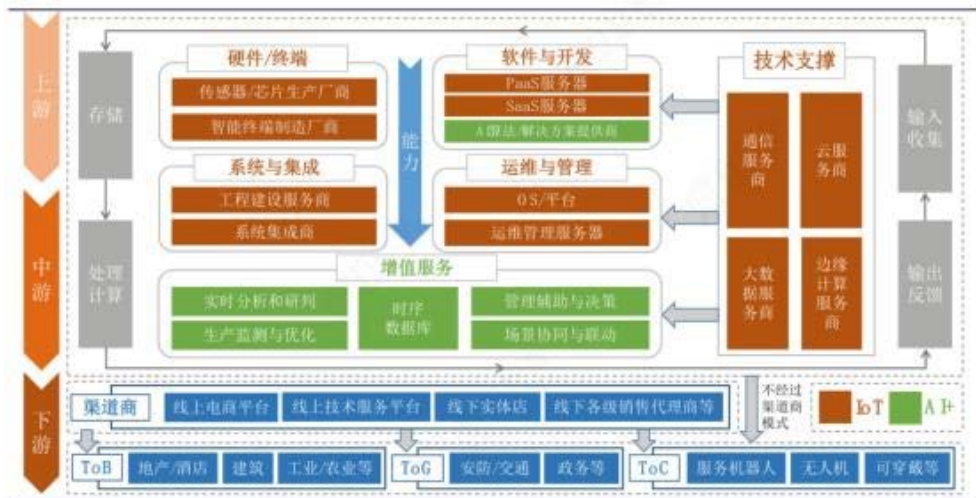 上游
中游
下游
存储
处理
计算
硬件/终端
传感器/芯片生产厂商
智能终端制造厂商
能力
软件与开发
PaaS服务器
SaaS服务器
AI算法/解决方案提供商
系统与集成
工程建设服务商
系统集成商
运维与管理
OS/平台
运维管理服务器
增值服务
实时分析和研判
生产监测与优化
时序
数据库
管理辅助与决策
场景协同与联动
技术支撑
通信
服务
商
云服
务商
大数
据服
务商
边缘
计算
服务
商
输入
收集
输出
反馈
渠道商
线上电商平台
线上技术服务平台
线下实体店
线下各级销售代理商等
不经过
渠道商
模式
IoT
AI+
ToB
地产/酒店
建筑
工业/农业等
ToG
安防/交通
政务等
ToC
服务机器人
无人机
可穿戴等